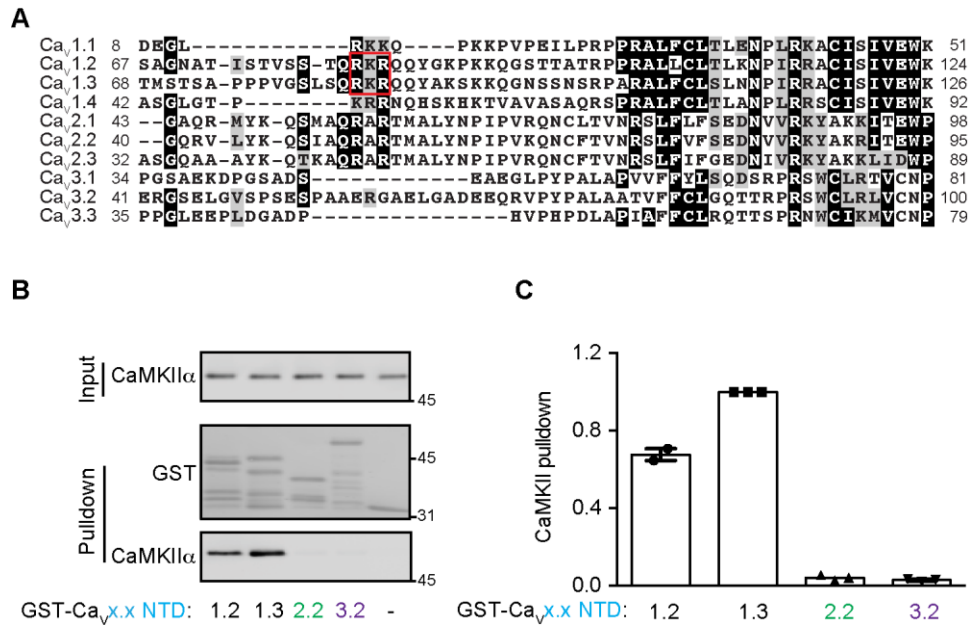 A
CaV1.1 8 DEGL------------RKKQ----PKKPVPEILPRPPRALFCLTLENPLRKACISIVEWK 51
CaV1.2 67 SAGNAT-ISTVSS-TQRKRQQYGKPKKQGSTTATRPPRALLCLTLKNPIRRACISIVEWK 124
CaV1.3 68 TMSTSA-PPPVGSLSQRKRQQYAKSKKQGNSSNSRPARALFCLSLNNPIRRACISIVEWK 126
CaV1.4 42 ASGLGT-P--------KRRNQHSKHKTVAVASAQRSPRALFCLTLTNPIRRSCISIVEWK 92
CaV2.1 43 --GAQR-MYK-QSMAQRARTMALYNPIPVRQNCLTVNRSLFLFSEDNVVRKYAKKITEWP 98
CaV2.2 40 --GQAR-VYK-QSIAQRARTMALYNPIPVKQNCFTVNRSLFVFSEDNVVRKYAKRITEWP 95
CaV2.3 32 ASGQAA-AYK-QTKAQRARTMALYNPIPVRQNCFTVNRSLFIFGEDNIVRKYAKKLIDWP 89
CaV3.1 34 PGSAEKDPGSADS------------EAEGLPYPALAPVVFFYLSQDSRPRSWCLRTVCNP 81
CaV3.2 41 ERGSELGVSPSESPAAERGAELGADEEQRVPYPALAATVFFCLGQTTRPRSWCLRLVCNP 100
CaV3.3 35 PPGLEEPLDGADP---------------HVPHPDLAPIAFFCLRQTTSPRNWCIKMVCNP 79
B
Input
CaMKIIα
45
Pulldown
GST
45
31
CaMKIIα
45
GST-CaVx.x NTD: 1.2 1.3 2.2 3.2 -
C
CaMKII pulldown
1.2
0.8
0.4
0.0
GST-CaVx.x NTD: 1.2 1.3 2.2 3.2